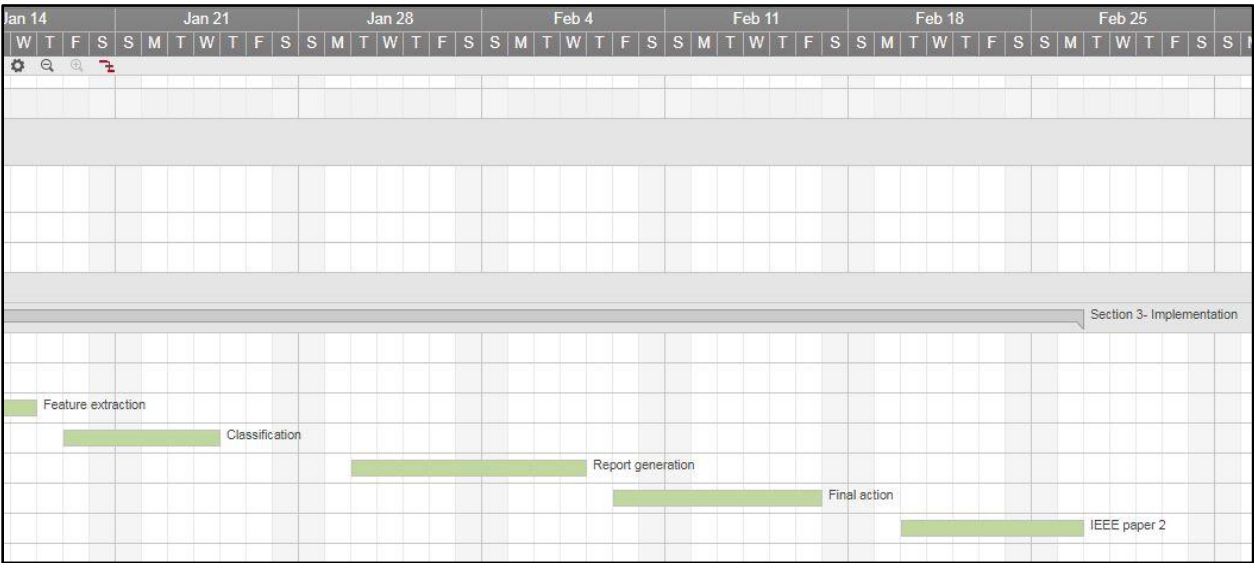 Jan 14 Jan 21 Jan 28 Feb 4 Feb 11 Feb 18 Feb 25
W T F S S M T W T F S S M T W T F S S M T W T F S S M T W T F S S M T W T F S S M T W T F S S
Section 3- Implementation
Feature extraction
Classification
Report generation
Final action
IEEE paper 2